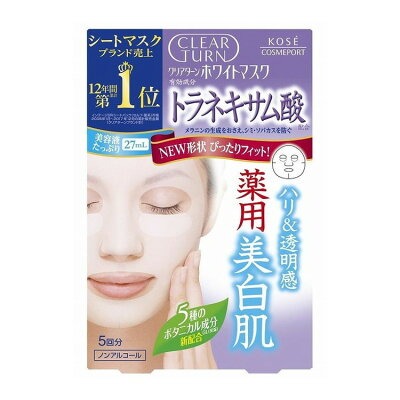 シートマスク
ブランド売上
12年間
第1位
CLEAR
TURN
KOSÉ
COSMEPORT
クリアターンホワイトマスク
有効成分
トラネキサム酸
配合
メラニンの生成をおさえ、シミ・ソバカスを防ぐ
美容液
たっぷり
27mL
NEW形状 ぴったりフィット!
ハリ&透明感
薬用美白肌
5種の
ボタニカル成分
新配合
5回分
ノンアルコール